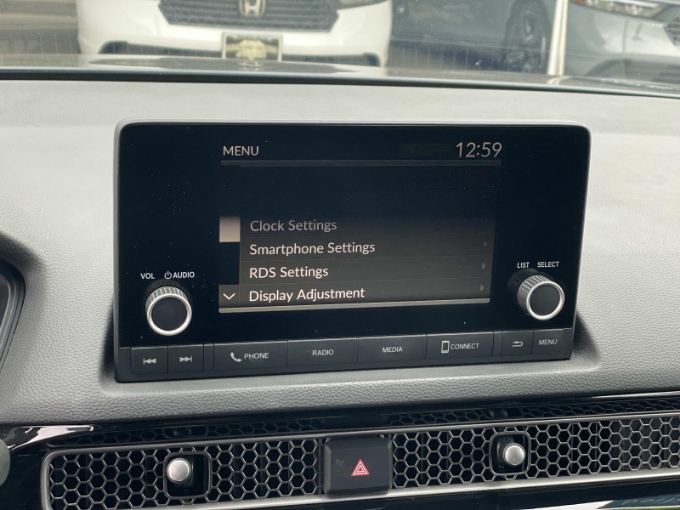 MENU 12:59
Clock Settings
Smartphone Settings
RDS Settings
Display Adjustment
VOL AUDIO
LIST SELECT
PHONE RADIO MEDIA CONNECT MENU